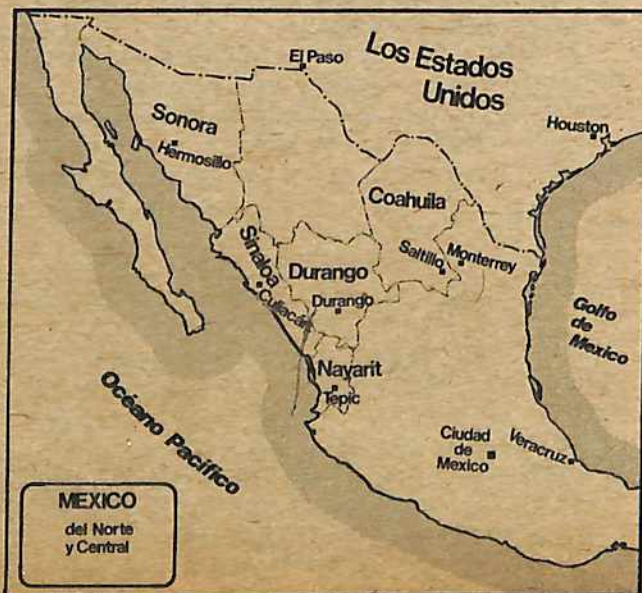 El Paso
Los Estados
Unidos
Houston
Sonora
Hermosillo
Coahuila
Sinaloa
Saltillo
Monterrey
Durango
Culiacán
Durango
Golfo
de
Mexico
Nayarit
Tepic
Océano Pacífico
Ciudad
de
Mexico
Veracruz
MEXICO
del Norte
y Central